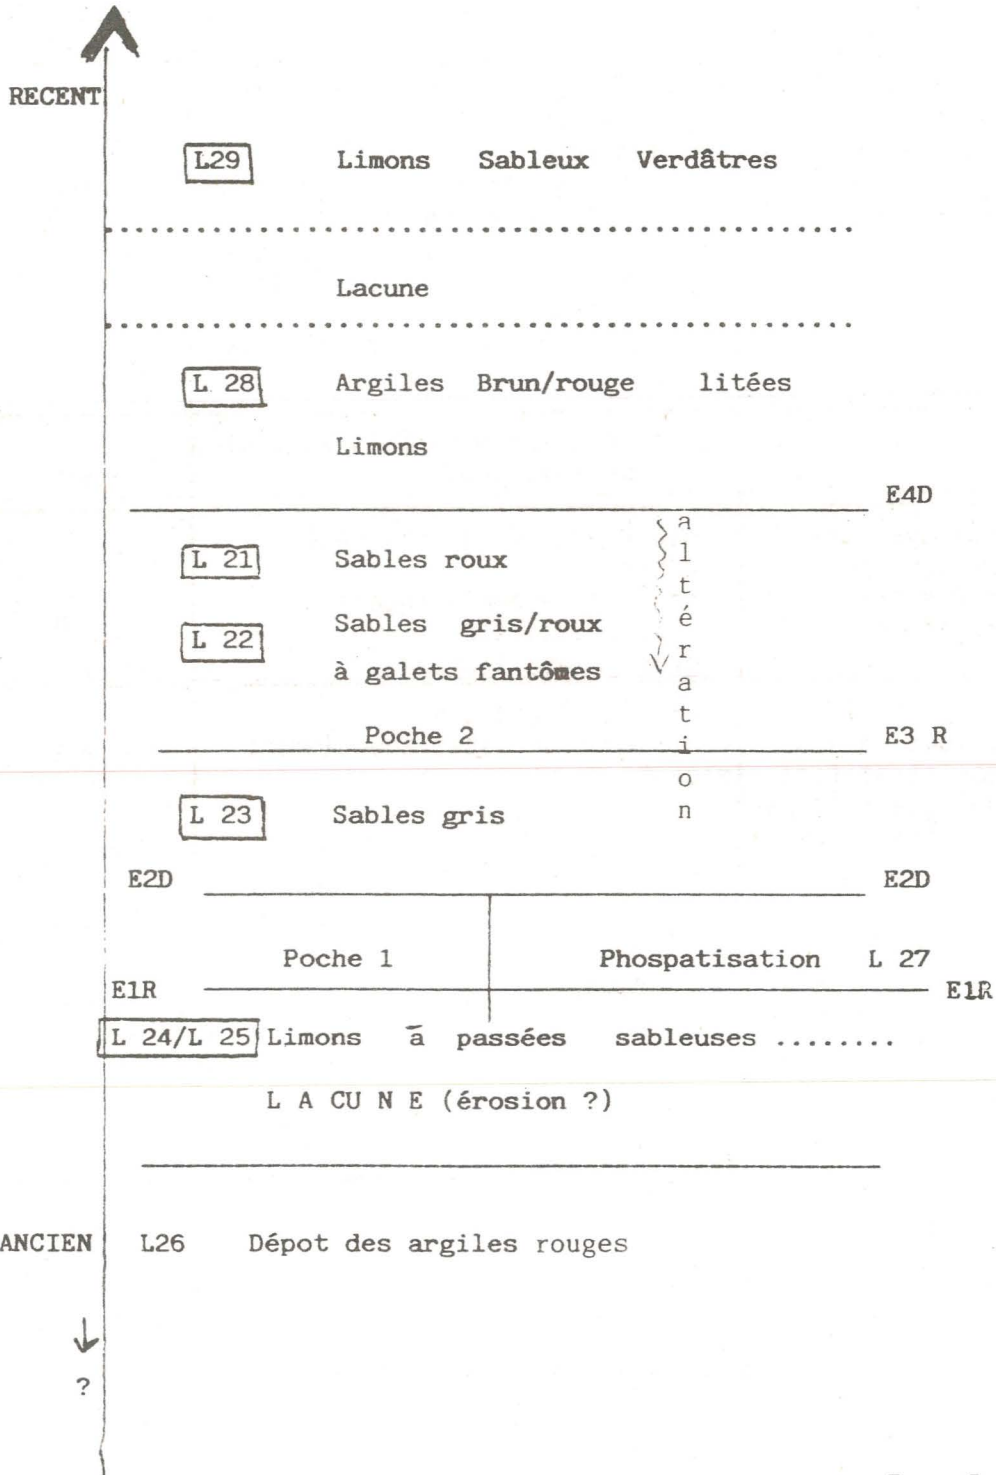 RECENT
L29 Limons Sableux Verdâtres
Lacune
L 28 Argiles Brun/rouge litées
Limons
E4D
altération
L 21 Sables roux
L 22 Sables gris/roux
à galets fantômes
Poche 2 E3 R
L 23 Sables gris
E2D E2D
Poche 1 Phospatisation L 27
E1R E1R
L 24/L 25 Limons à passées sableuses ........
L A CU N E (érosion ?)
ANCIEN L26 Dépot des argiles rouges
?